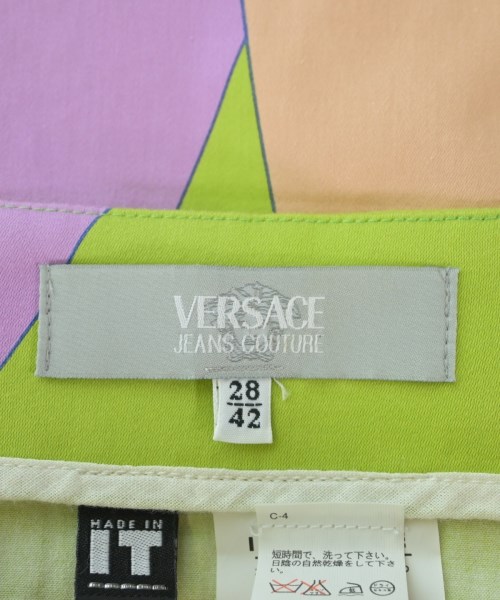 VERSACE
JEANS COUTURE
28
42
MADE IN
IT
C-4
短時間で、洗って下さい。
日陰の自然乾燥をして下さい。